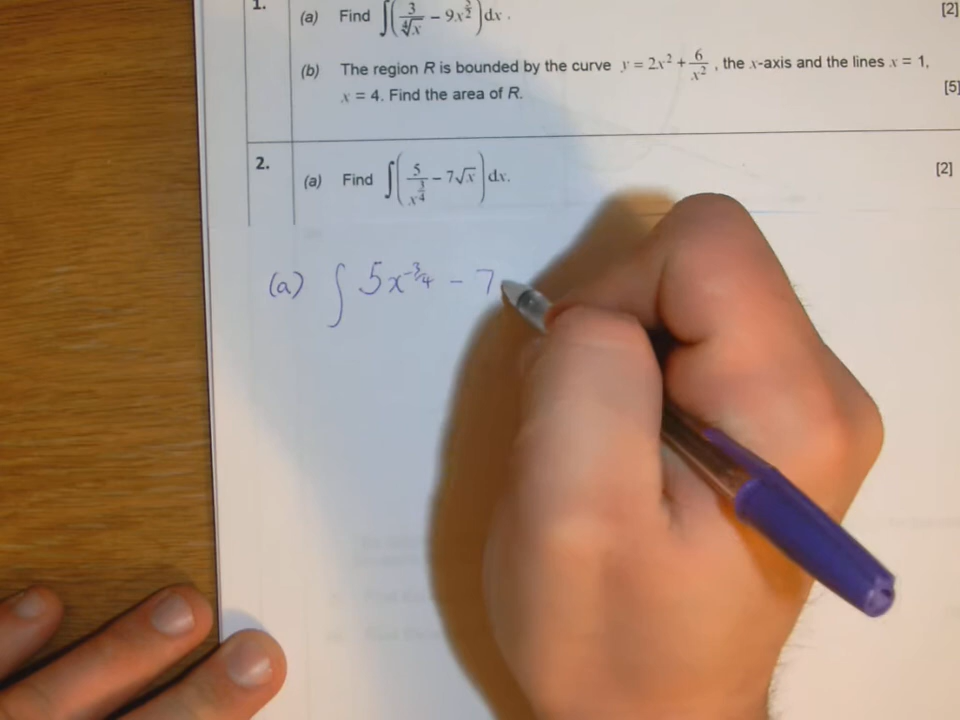 1.
(a) Find ∫(3/∜x − 9x^(3/2))dx. [2]
(b) The region R is bounded by the curve y = 2x² + 6/x², the x-axis and the lines x = 1,
x = 4. Find the area of R. [5]
2.
(a) Find ∫(5/x^(3/4) − 7√x)dx. [2]
(a) ∫ 5x^(-3/4) − 7